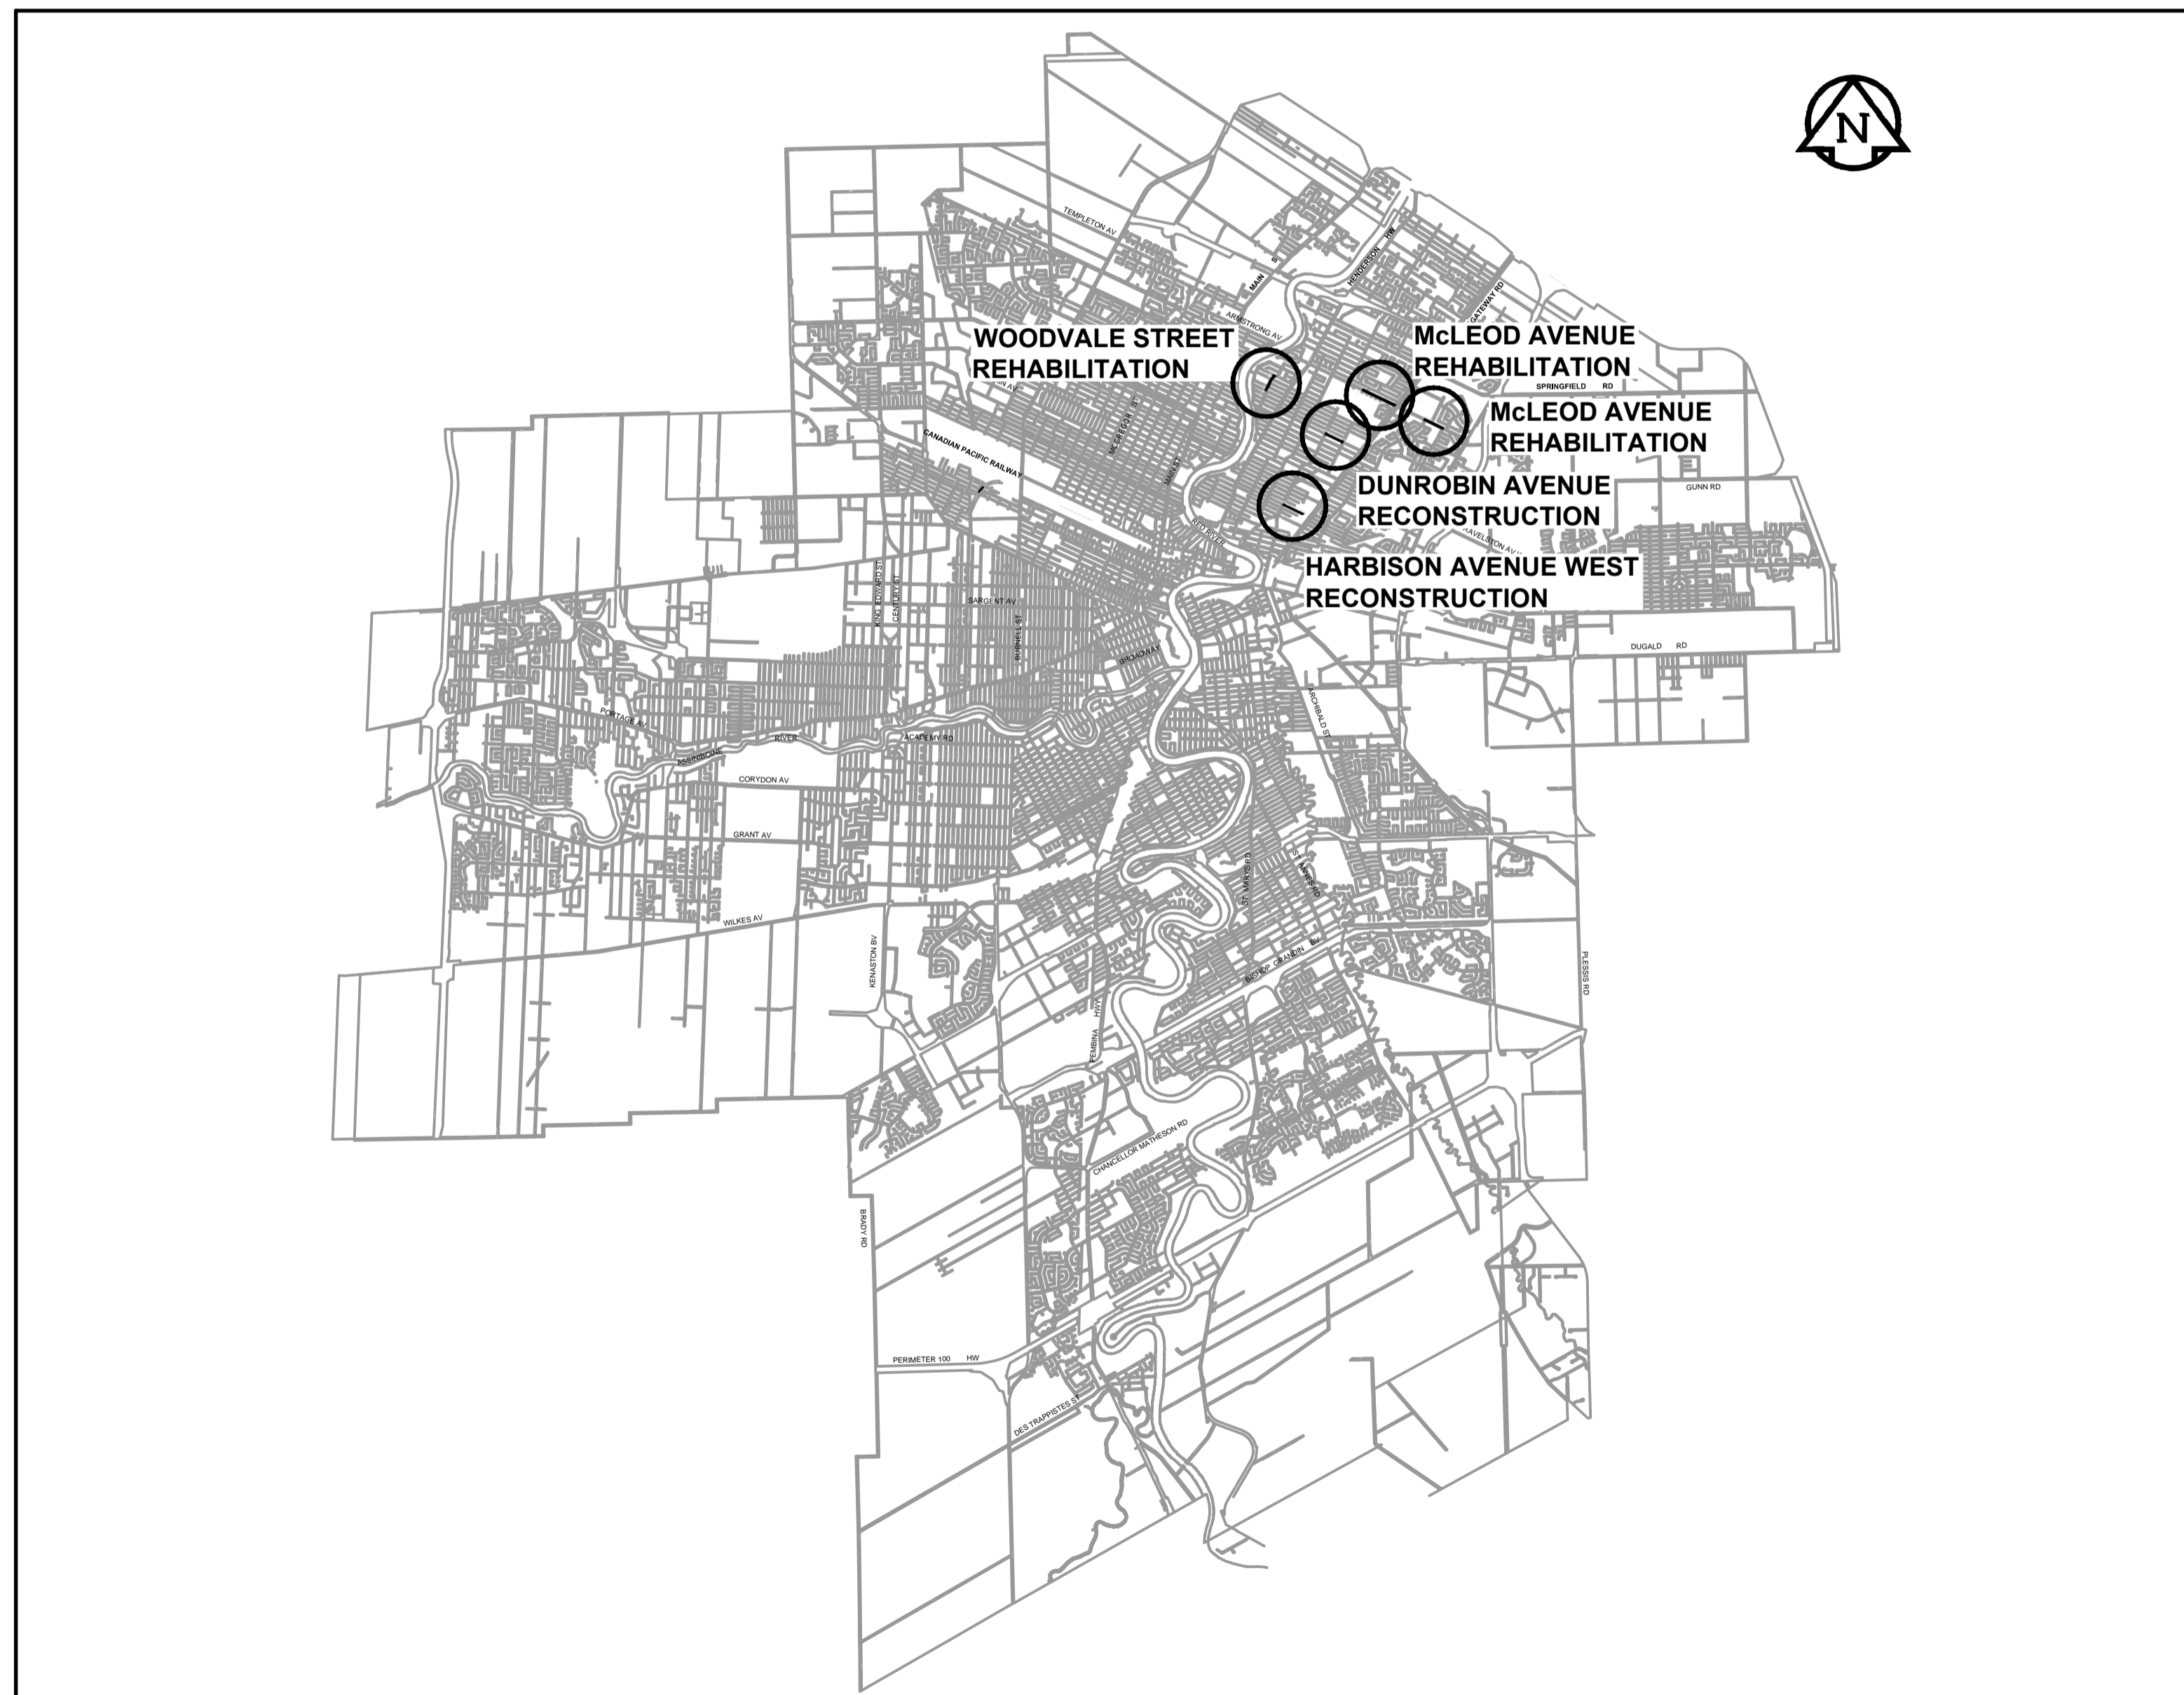 N
TEMPLETON AV
MAIN S
HENDERSON HW
GATEWAY RD
ARMSTRONG AV
WOODVALE STREET
REHABILITATION
McLEOD AVENUE
REHABILITATION
SPRINGFIELD RD
McLEOD AVENUE
REHABILITATION
MCGREGOR ST
CANADIAN PACIFIC RAILWAY
MAIN ST
DUNROBIN AVENUE
RECONSTRUCTION
GUNN RD
RED RIVER
HARBISON AVENUE WEST
RECONSTRUCTION
KING EDWARD ST
CENTURY ST
SARGENT AV
BURNELL ST
BROADWAY
DUGALD RD
ARCHIBALD ST
PORTAGE AV
ASSINIBOINE RIVER
ACADEMY RD
CORYDON AV
GRANT AV
ST MARYS RD
ST ANNES RD
WILKES AV
KENASTON BV
BISHOP GRANDIN BV
PLESSIS RD
PEMBINA HWY
CHANCELLOR MATHESON RD
BRADY RD
PERIMETER 100 HW
DES TRAPPISTES ST